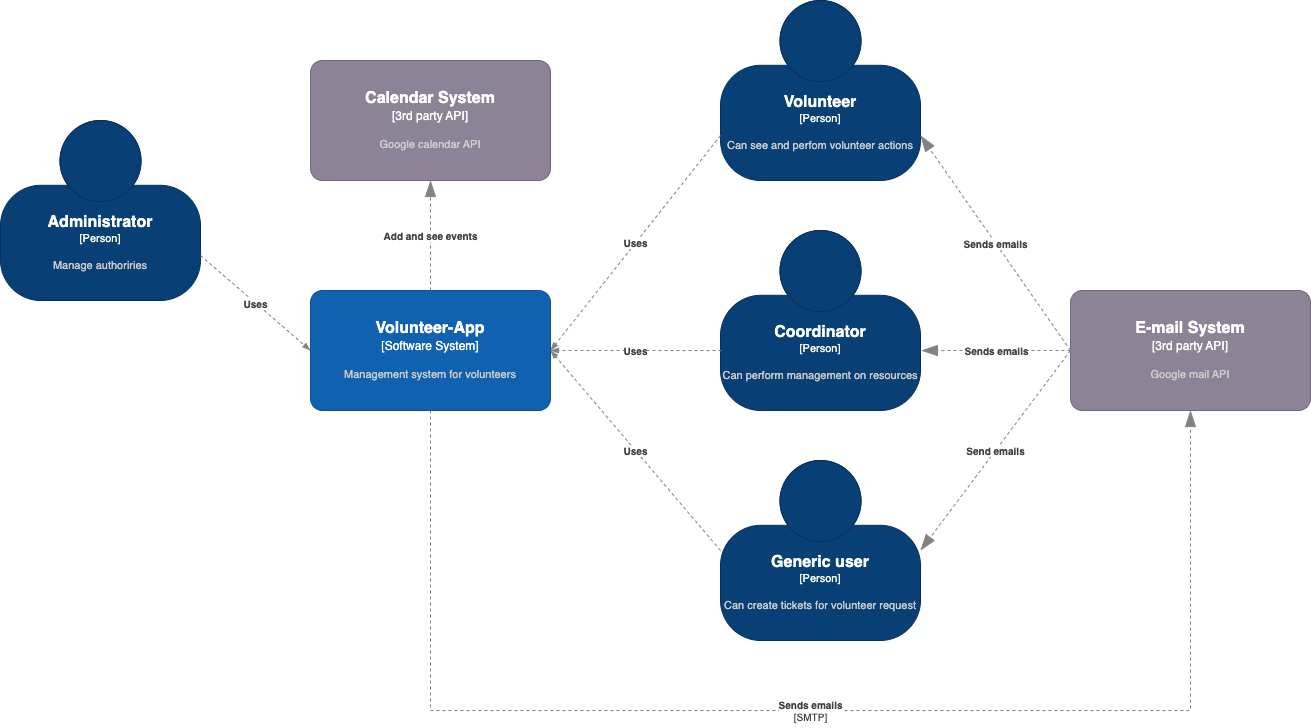 Volunteer
[Person]
Can see and perfom volunteer actions
Calendar System
[3rd party API]
Google calendar API
Administrator
[Person]
Manage authoriries
Add and see events
Uses
Sends emails
Uses
Volunteer-App
[Software System]
Management system for volunteers
Uses
Coordinator
[Person]
Can perform management on resources
Sends emails
E-mail System
[3rd party API]
Google mail API
Uses
Send emails
Generic user
[Person]
Can create tickets for volunteer request
Sends emails
[SMTP]